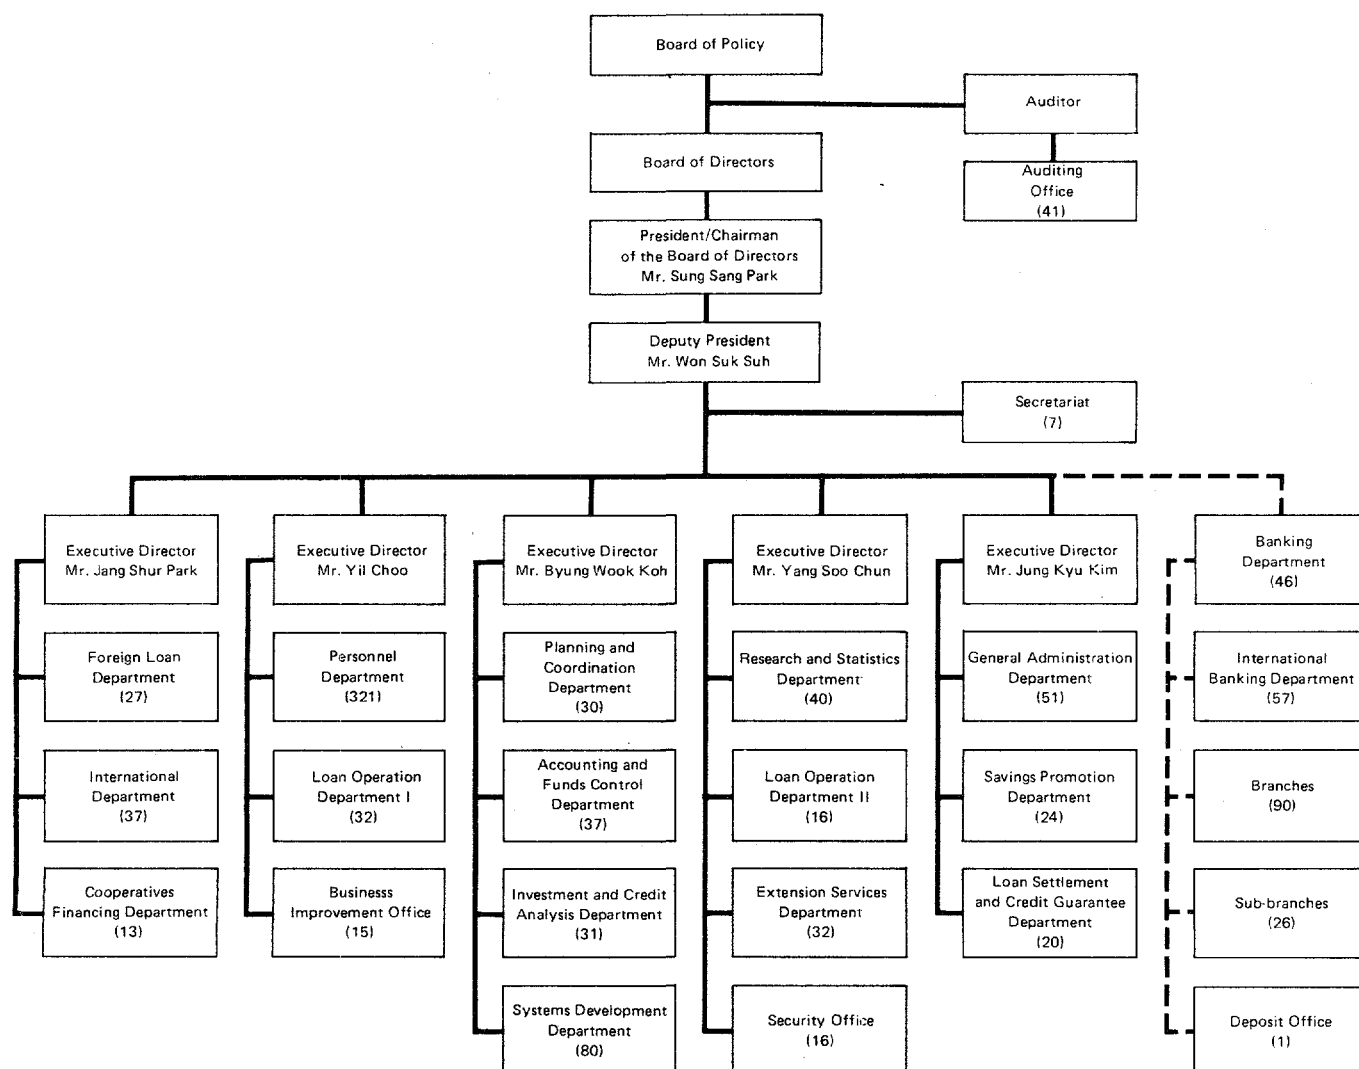 Board of Policy
Auditor
Board of Directors
Auditing
Office
(41)
President/Chairman
of the Board of Directors
Mr. Sung Sang Park
Deputy President
Mr. Won Suk Suh
Secretariat
(7)
Executive Director
Mr. Jang Shur Park
Executive Director
Mr. Yil Choo
Executive Director
Mr. Byung Wook Koh
Executive Director
Mr. Yang Soo Chun
Executive Director
Mr. Jung Kyu Kim
Banking
Department
(46)
Foreign Loan
Department
(27)
Personnel
Department
(321)
Planning and
Coordination
Department
(30)
Research and Statistics
Department
(40)
General Administration
Department
(51)
International
Banking Department
(57)
International
Department
(37)
Loan Operation
Department I
(32)
Accounting and
Funds Control
Department
(37)
Loan Operation
Department II
(16)
Savings Promotion
Department
(24)
Branches
(90)
Cooperatives
Financing Department
(13)
Businesss
Improvement Office
(15)
Investment and Credit
Analysis Department
(31)
Extension Services
Department
(32)
Loan Settlement
and Credit Guarantee
Department
(20)
Sub-branches
(26)
Systems Development
Department
(80)
Security Office
(16)
Deposit Office
(1)